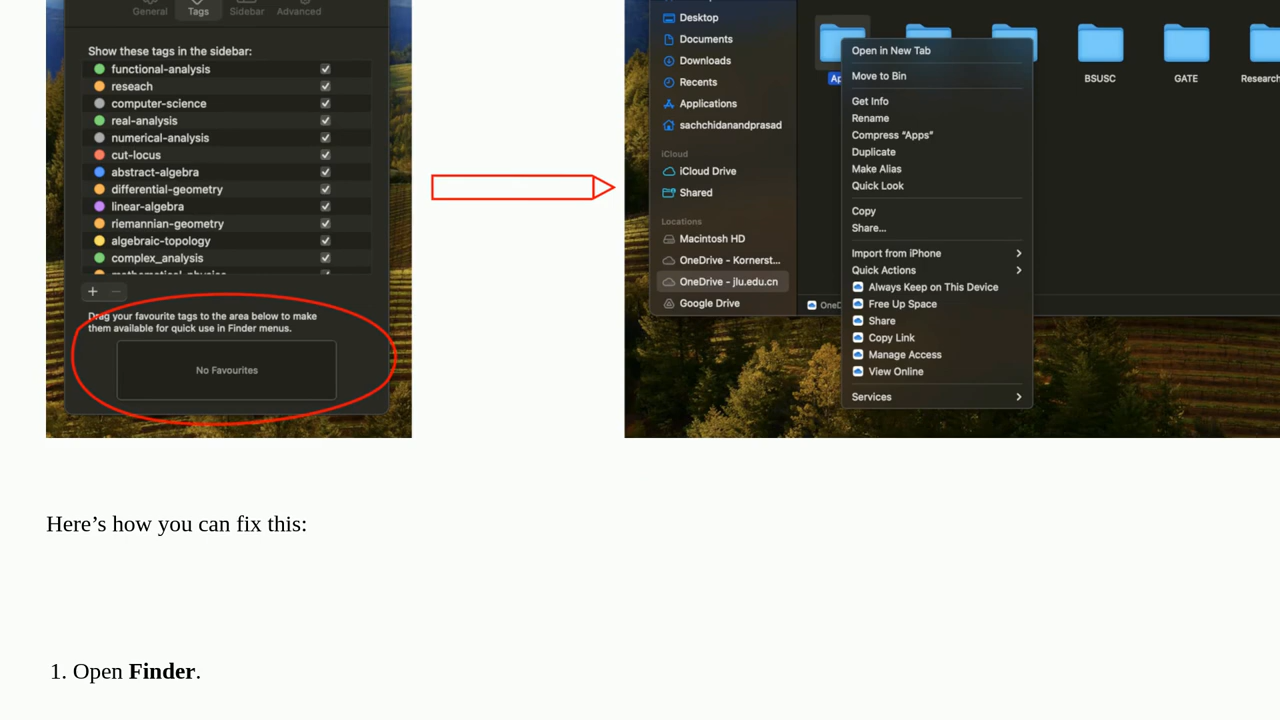 General Tags Sidebar Advanced
Show these tags in the sidebar:
functional-analysis
reseach
computer-science
real-analysis
numerical-analysis
cut-locus
abstract-algebra
differential-geometry
linear-algebra
riemannian-geometry
algebraic-topology
complex_analysis
mathematical-physics
Drag your favourite tags to the area below to make
them available for quick use in Finder menus.
No Favourites
Desktop
Documents
Downloads
Recents
Applications
sachchidanandprasad
iCloud
iCloud Drive
Shared
Locations
Macintosh HD
OneDrive - Kornerst...
OneDrive - jlu.edu.cn
Google Drive
BSUSC
GATE
Research
Open in New Tab
Move to Bin
Get Info
Rename
Compress “Apps”
Duplicate
Make Alias
Quick Look
Copy
Share...
Import from iPhone
Quick Actions
Always Keep on This Device
Free Up Space
Share
Copy Link
Manage Access
View Online
Services
Here’s how you can fix this:
1. Open Finder.